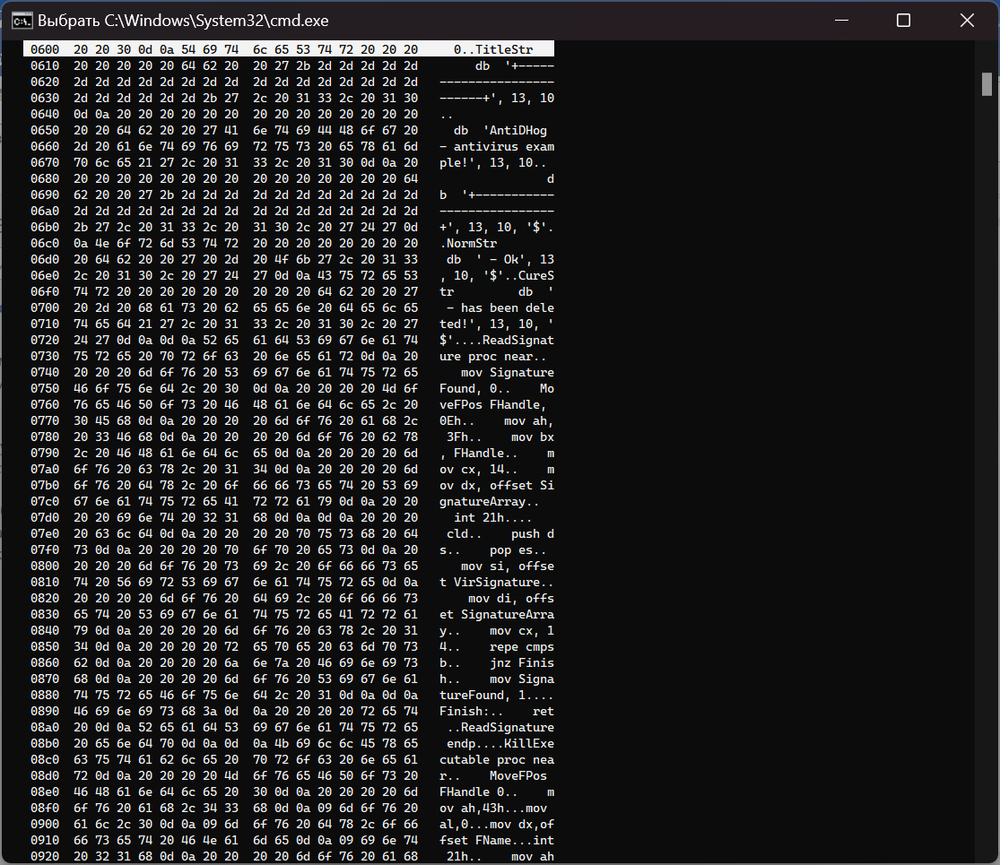 Выбрать C:\Windows\System32\cmd.exe
0600  20 20 30 0d 0a 54 69 74  6c 65 53 74 72 20 20 20     0..TitleStr
0610  20 20 20 20 20 64 62 20  20 27 2b 2d 2d 2d 2d 2d        db  '+-----
0620  2d 2d 2d 2d 2d 2d 2d 2d  2d 2d 2d 2d 2d 2d 2d 2d   ----------------
0630  2d 2d 2d 2d 2d 2d 2b 27  2c 20 31 33 2c 20 31 30   ------+', 13, 10
0640  0d 0a 20 20 20 20 20 20  20 20 20 20 20 20 20 20   ..
0650  20 20 64 62 20 20 27 41  6e 74 69 44 48 6f 67 20     db  'AntiDHog
0660  2d 20 61 6e 74 69 76 69  72 75 73 20 65 78 61 6d   - antivirus exam
0670  70 6c 65 21 27 2c 20 31  33 2c 20 31 30 0d 0a 20   ple!', 13, 10..
0680  20 20 20 20 20 20 20 20  20 20 20 20 20 20 20 64                  d
0690  62 20 20 27 2b 2d 2d 2d  2d 2d 2d 2d 2d 2d 2d 2d   b  '+-----------
06a0  2d 2d 2d 2d 2d 2d 2d 2d  2d 2d 2d 2d 2d 2d 2d 2d   ----------------
06b0  2b 27 2c 20 31 33 2c 20  31 30 2c 20 27 24 27 0d   +', 13, 10, '$'.
06c0  0a 4e 6f 72 6d 53 74 72  20 20 20 20 20 20 20 20   .NormStr
06d0  20 64 62 20 20 27 20 2d  20 4f 6b 27 2c 20 31 33    db  ' - Ok', 13
06e0  2c 20 31 30 2c 20 27 24  27 0d 0a 43 75 72 65 53   , 10, '$'..CureS
06f0  74 72 20 20 20 20 20 20  20 20 20 64 62 20 20 27   tr         db  '
0700  20 2d 20 68 61 73 20 62  65 65 6e 20 64 65 6c 65    - has been dele
0710  74 65 64 21 27 2c 20 31  33 2c 20 31 30 2c 20 27   ted!', 13, 10, '
0720  24 27 0d 0a 0d 0a 52 65  61 64 53 69 67 6e 61 74   $'....ReadSignat
0730  75 72 65 20 70 72 6f 63  20 6e 65 61 72 0d 0a 20   ure proc near..
0740  20 20 20 6d 6f 76 20 53  69 67 6e 61 74 75 72 65      mov Signature
0750  46 6f 75 6e 64 2c 20 30  0d 0a 20 20 20 20 4d 6f   Found, 0..    Mo
0760  76 65 46 50 6f 73 20 46  48 61 6e 64 6c 65 2c 20   veFPos FHandle,
0770  30 45 68 0d 0a 20 20 20  20 6d 6f 76 20 61 68 2c   0Eh..    mov ah,
0780  20 33 46 68 0d 0a 20 20  20 20 6d 6f 76 20 62 78    3Fh..    mov bx
0790  2c 20 46 48 61 6e 64 6c  65 0d 0a 20 20 20 20 6d   , FHandle..    m
07a0  6f 76 20 63 78 2c 20 31  34 0d 0a 20 20 20 20 6d   ov cx, 14..    m
07b0  6f 76 20 64 78 2c 20 6f  66 66 73 65 74 20 53 69   ov dx, offset Si
07c0  67 6e 61 74 75 72 65 41  72 72 61 79 0d 0a 20 20   gnatureArray..
07d0  20 20 69 6e 74 20 32 31  68 0d 0a 0d 0a 20 20 20     int 21h....
07e0  20 63 6c 64 0d 0a 20 20  20 20 70 75 73 68 20 64    cld..    push d
07f0  73 0d 0a 20 20 20 20 70  6f 70 20 65 73 0d 0a 20   s..    pop es..
0800  20 20 20 6d 6f 76 20 73  69 2c 20 6f 66 66 73 65      mov si, offse
0810  74 20 56 69 72 53 69 67  6e 61 74 75 72 65 0d 0a   t VirSignature..
0820  20 20 20 20 6d 6f 76 20  64 69 2c 20 6f 66 66 73       mov di, offs
0830  65 74 20 53 69 67 6e 61  74 75 72 65 41 72 72 61   et SignatureArra
0840  79 0d 0a 20 20 20 20 6d  6f 76 20 63 78 2c 20 31   y..    mov cx, 1
0850  34 0d 0a 20 20 20 20 72  65 70 65 20 63 6d 70 73   4..    repe cmps
0860  62 0d 0a 20 20 20 20 6a  6e 7a 20 46 69 6e 69 73   b..    jnz Finis
0870  68 0d 0a 20 20 20 20 6d  6f 76 20 53 69 67 6e 61   h..    mov Signa
0880  74 75 72 65 46 6f 75 6e  64 2c 20 31 0d 0a 0d 0a   tureFound, 1....
0890  46 69 6e 69 73 68 3a 0d  0a 20 20 20 20 72 65 74   Finish:..    ret
08a0  20 0d 0a 52 65 61 64 53  69 67 6e 61 74 75 72 65    ..ReadSignature
08b0  20 65 6e 64 70 0d 0a 0d  0a 4b 69 6c 6c 45 78 65    endp....KillExe
08c0  63 75 74 61 62 6c 65 20  70 72 6f 63 20 6e 65 61   cutable proc nea
08d0  72 0d 0a 20 20 20 20 4d  6f 76 65 46 50 6f 73 20   r..    MoveFPos
08e0  46 48 61 6e 64 6c 65 20  30 0d 0a 20 20 20 20 6d   FHandle 0..    m
08f0  6f 76 20 61 68 2c 34 33  68 0d 0a 09 6d 6f 76 20   ov ah,43h...mov
0900  61 6c 2c 30 0d 0a 09 6d  6f 76 20 64 78 2c 6f 66   al,0...mov dx,of
0910  66 73 65 74 20 46 4e 61  6d 65 0d 0a 09 69 6e 74   fset FName...int
0920  20 32 31 68 0d 0a 20 20  20 20 6d 6f 76 20 61 68    21h..    mov ah